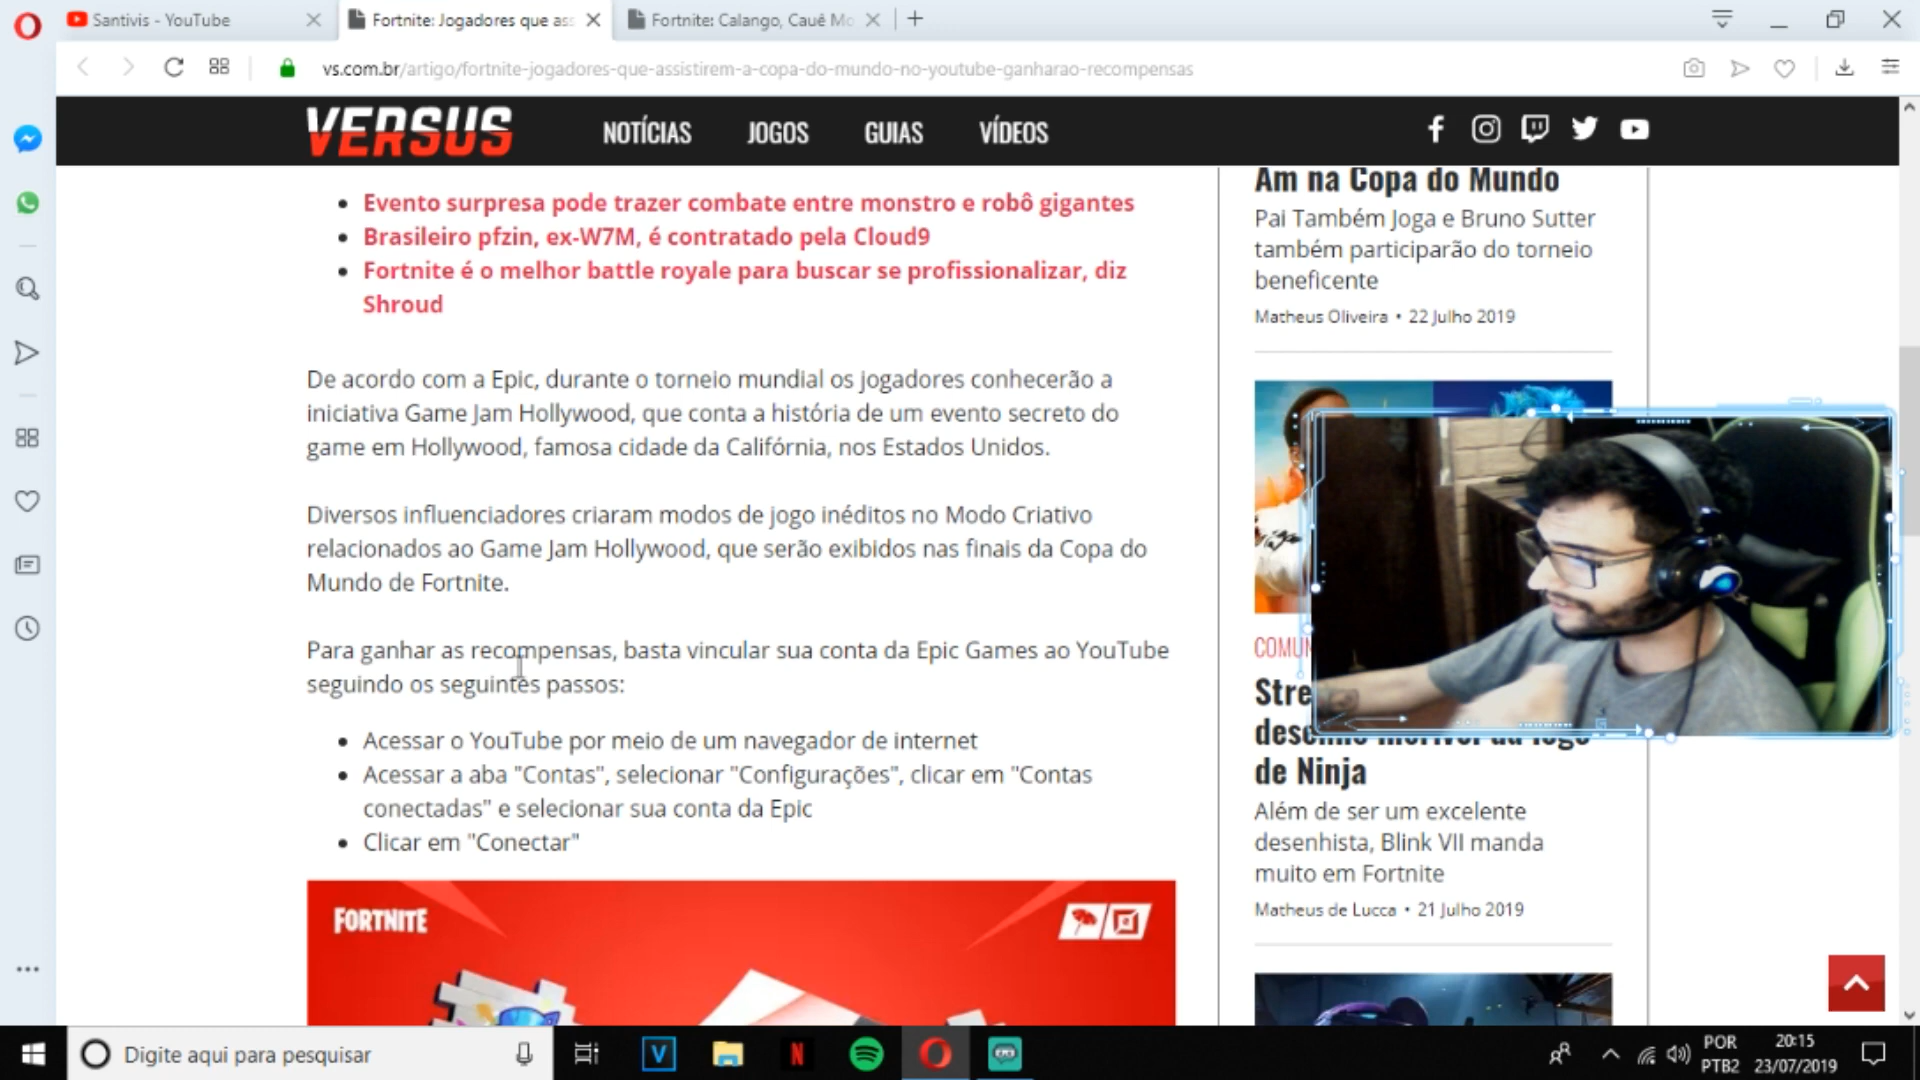 Santivis - YouTube
Fortnite: Jogadores que ass
Fortnite: Calango, Cauê Mo
vs.com.br/artigo/fortnite-jogadores-que-assistirem-a-copa-do-mundo-no-youtube-ganharao-recompensas
VERSUS
NOTÍCIAS
JOGOS
GUIAS
VÍDEOS
Evento surpresa pode trazer combate entre monstro e robô gigantes
Brasileiro pfzin, ex-W7M, é contratado pela Cloud9
Fortnite é o melhor battle royale para buscar se profissionalizar, diz
Shroud
De acordo com a Epic, durante o torneio mundial os jogadores conhecerão a
iniciativa Game Jam Hollywood, que conta a história de um evento secreto do
game em Hollywood, famosa cidade da Califórnia, nos Estados Unidos.
Diversos influenciadores criaram modos de jogo inéditos no Modo Criativo
relacionados ao Game Jam Hollywood, que serão exibidos nas finais da Copa do
Mundo de Fortnite.
Para ganhar as recompensas, basta vincular sua conta da Epic Games ao YouTube
seguindo os seguintes passos:
Acessar o YouTube por meio de um navegador de internet
Acessar a aba "Contas", selecionar "Configurações", clicar em "Contas
conectadas" e selecionar sua conta da Epic
Clicar em "Conectar"
FORTNITE
Am na Copa do Mundo
Pai Também Joga e Bruno Sutter
também participarão do torneio
beneficente
Matheus Oliveira • 22 Julho 2019
COMUN
Stre
de Ninja
Além de ser um excelente
desenhista, Blink VII manda
muito em Fortnite
Matheus de Lucca • 21 Julho 2019
Digite aqui para pesquisar
V
N
POR
PTB2
20:15
23/07/2019